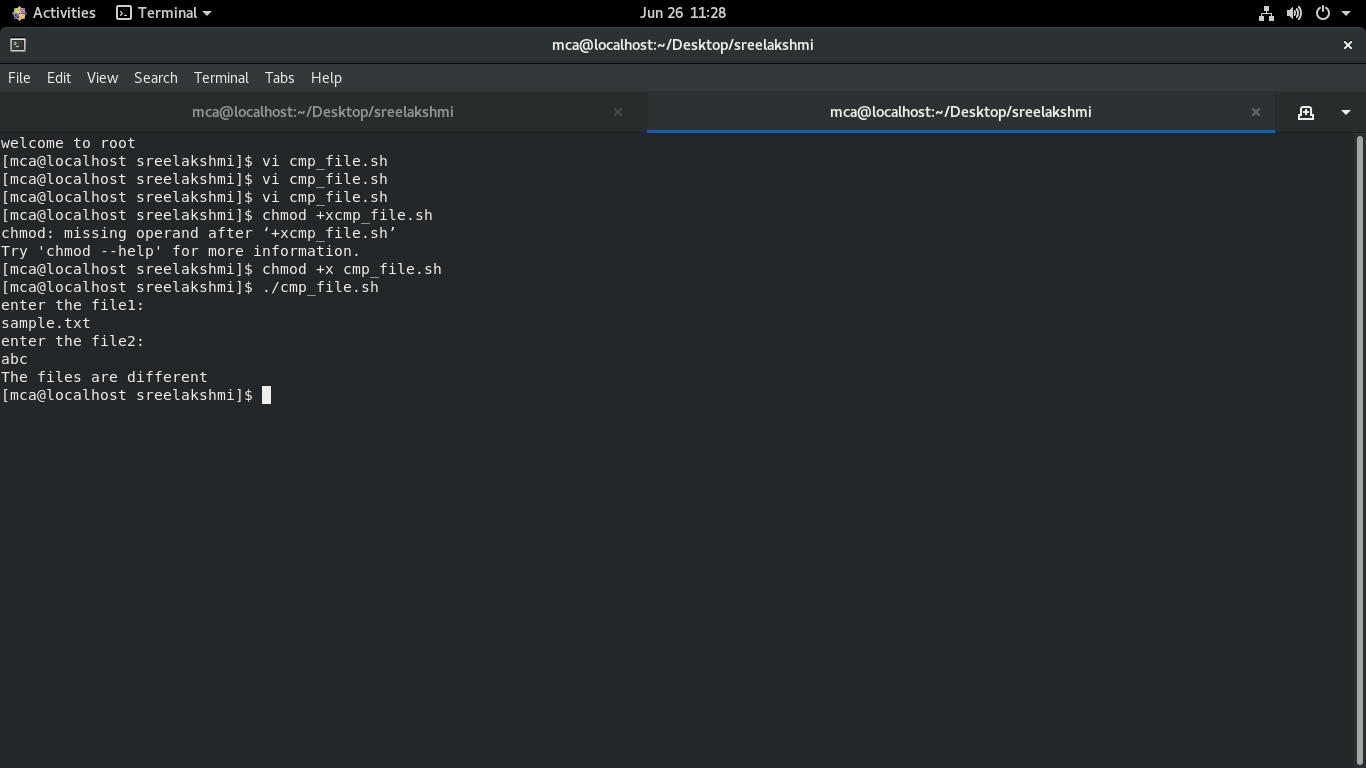 Activities Terminal Jun 26 11:28
mca@localhost:~/Desktop/sreelakshmi
File Edit View Search Terminal Tabs Help
mca@localhost:~/Desktop/sreelakshmi mca@localhost:~/Desktop/sreelakshmi
welcome to root
[mca@localhost sreelakshmi]$ vi cmp_file.sh
[mca@localhost sreelakshmi]$ vi cmp_file.sh
[mca@localhost sreelakshmi]$ vi cmp_file.sh
[mca@localhost sreelakshmi]$ chmod +xcmp_file.sh
chmod: missing operand after ‘+xcmp_file.sh’
Try 'chmod --help' for more information.
[mca@localhost sreelakshmi]$ chmod +x cmp_file.sh
[mca@localhost sreelakshmi]$ ./cmp_file.sh
enter the file1:
sample.txt
enter the file2:
abc
The files are different
[mca@localhost sreelakshmi]$